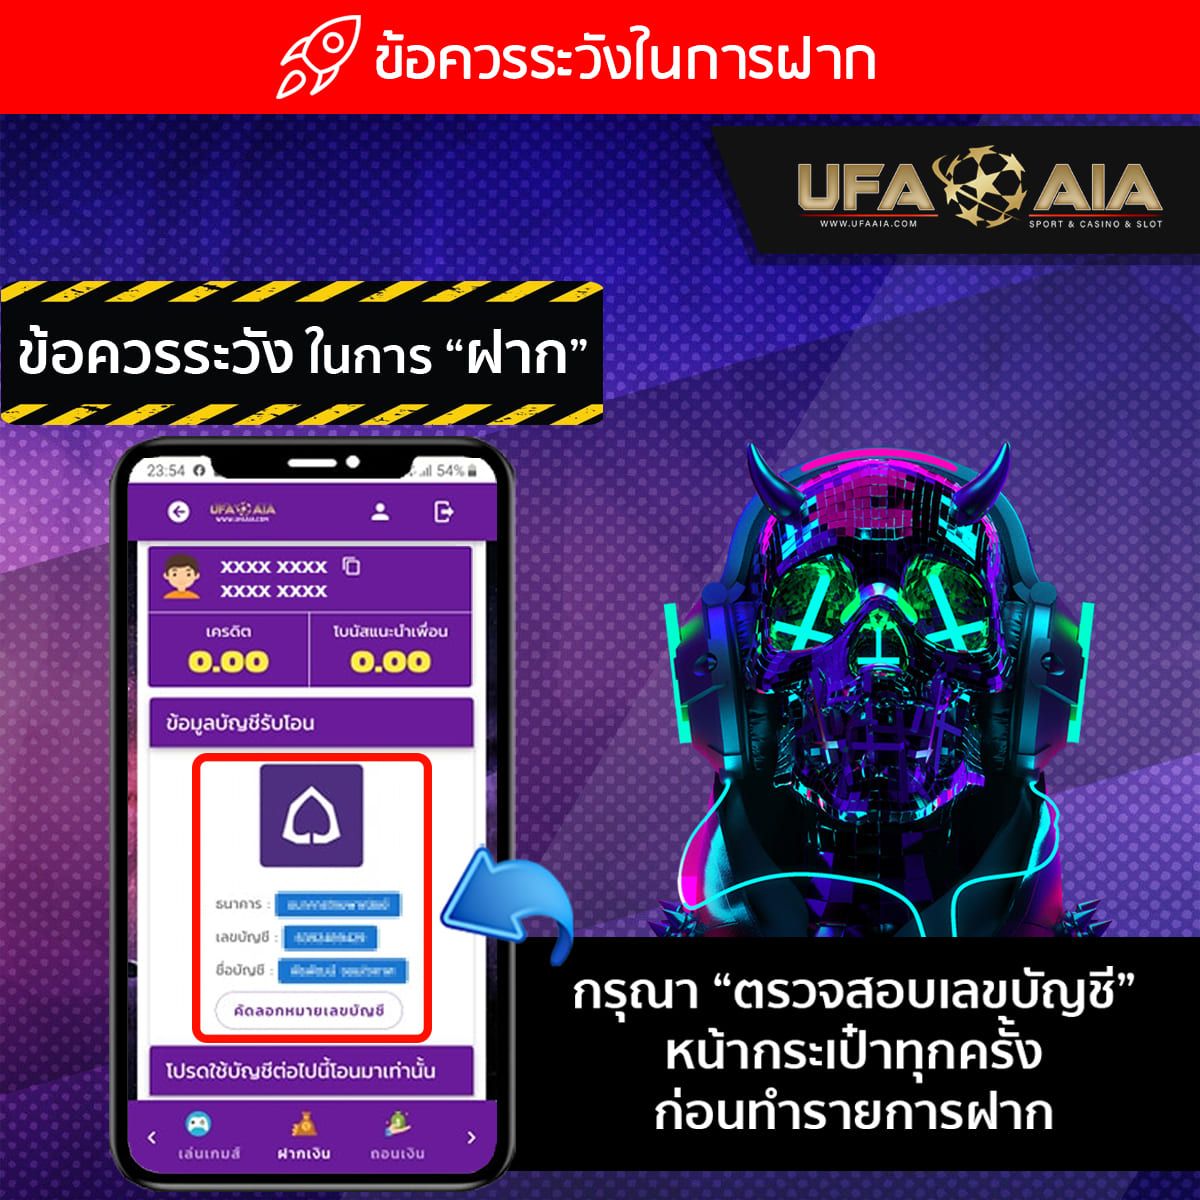 ข้อควรระวังในการฝาก
UFA AIA
WWW.UFAAIA.COM
SPORT & CASINO & SLOT
ข้อควรระวัง ในการ “ฝาก”
23:54
54%
UFA AIA
WWW.UFAAIA.COM
XXXX XXXX
XXXX XXXX
เครดิต
โบนัสแนะนำเพื่อน
0.00
0.00
ข้อมูลบัญชีรับโอน
ธนาคาร :
เลขบัญชี :
ชื่อบัญชี :
คัดลอกหมายเลขบัญชี
โปรดใช้บัญชีต่อไปนี้โอนมาเท่านั้น
เล่นเกมส์
ฝากเงิน
ถอนเงิน
กรุณา “ตรวจสอบเลขบัญชี”
หน้ากระเป๋าทุกครั้ง
ก่อนทำรายการฝาก